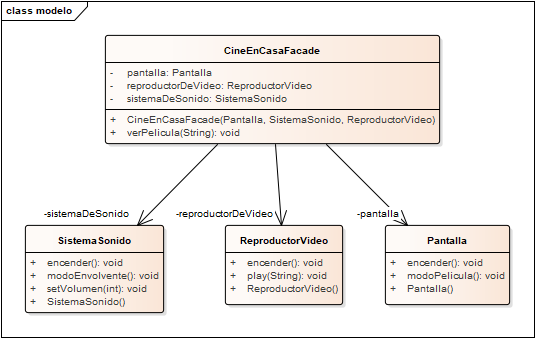 class modelo
CineEnCasaFacade
- pantalla: Pantalla
- reproductorDeVideo: ReproductorVideo
- sistemaDeSonido: SistemaSonido
+ CineEnCasaFacade(Pantalla, SistemaSonido, ReproductorVideo)
+ verPelicula(String): void
-sistemaDeSonido
-reproductorDeVideo
-pantalla
SistemaSonido
+ encender(): void
+ modoEnvolvente(): void
+ setVolumen(int): void
+ SistemaSonido()
ReproductorVideo
+ encender(): void
+ play(String): void
+ ReproductorVideo()
Pantalla
+ encender(): void
+ modoPelicula(): void
+ Pantalla()